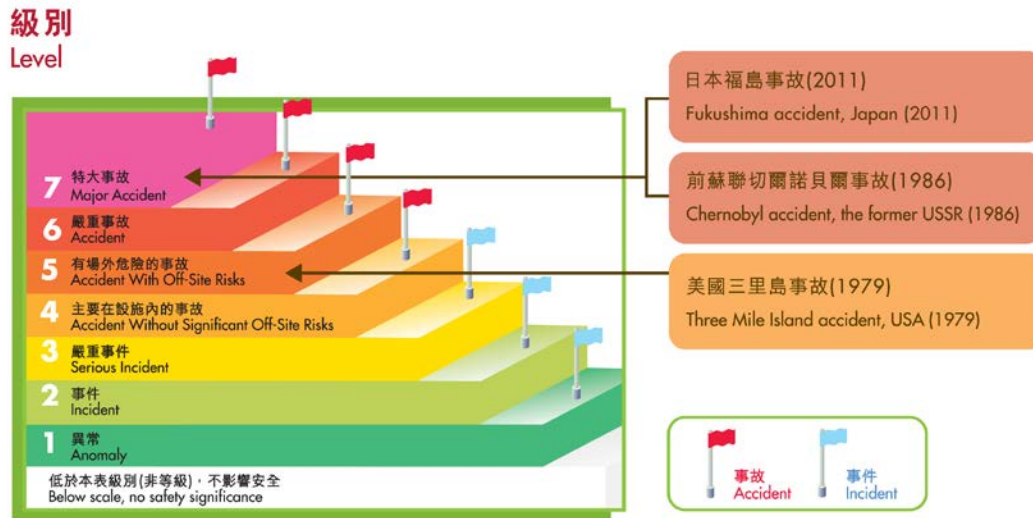 級別
Level
7 特大事故
Major Accident
6 嚴重事故
Accident
5 有場外危險的事故
Accident With Off-Site Risks
4 主要在設施內的事故
Accident Without Significant Off-Site Risks
3 嚴重事件
Serious Incident
2 事件
Incident
1 異常
Anomaly
低於本表級別(非等級)，不影響安全
Below scale, no safety significance
日本福島事故(2011)
Fukushima accident, Japan (2011)
前蘇聯切爾諾貝爾事故(1986)
Chernobyl accident, the former USSR (1986)
美國三里島事故(1979)
Three Mile Island accident, USA (1979)
事故
Accident
事件
Incident